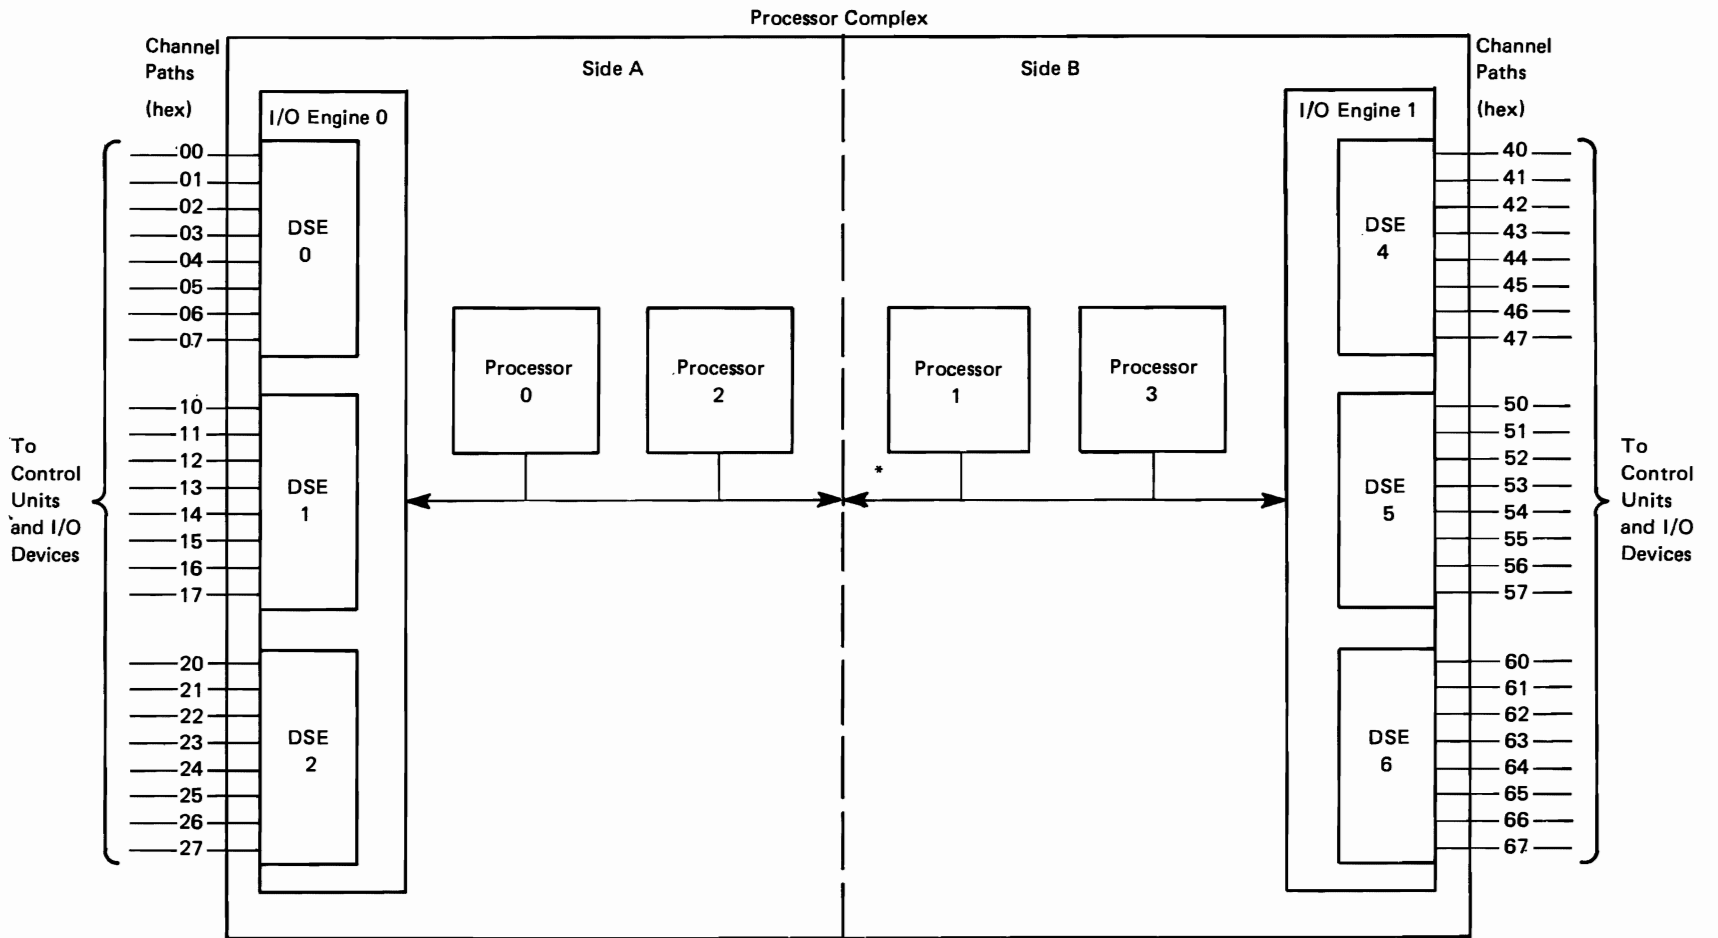 Processor Complex
Channel
Paths
(hex)
Side A
Side B
Channel
Paths
(hex)
I/O Engine 0
I/O Engine 1
00
01
02
03
04
05
06
07
DSE
0
DSE
4
40
41
42
43
44
45
46
47
Processor
0
Processor
2
Processor
1
Processor
3
*
To
Control
Units
and I/O
Devices
10
11
12
13
14
15
16
17
DSE
1
DSE
5
50
51
52
53
54
55
56
57
To
Control
Units
and I/O
Devices
20
21
22
23
24
25
26
27
DSE
2
DSE
6
60
61
62
63
64
65
66
67